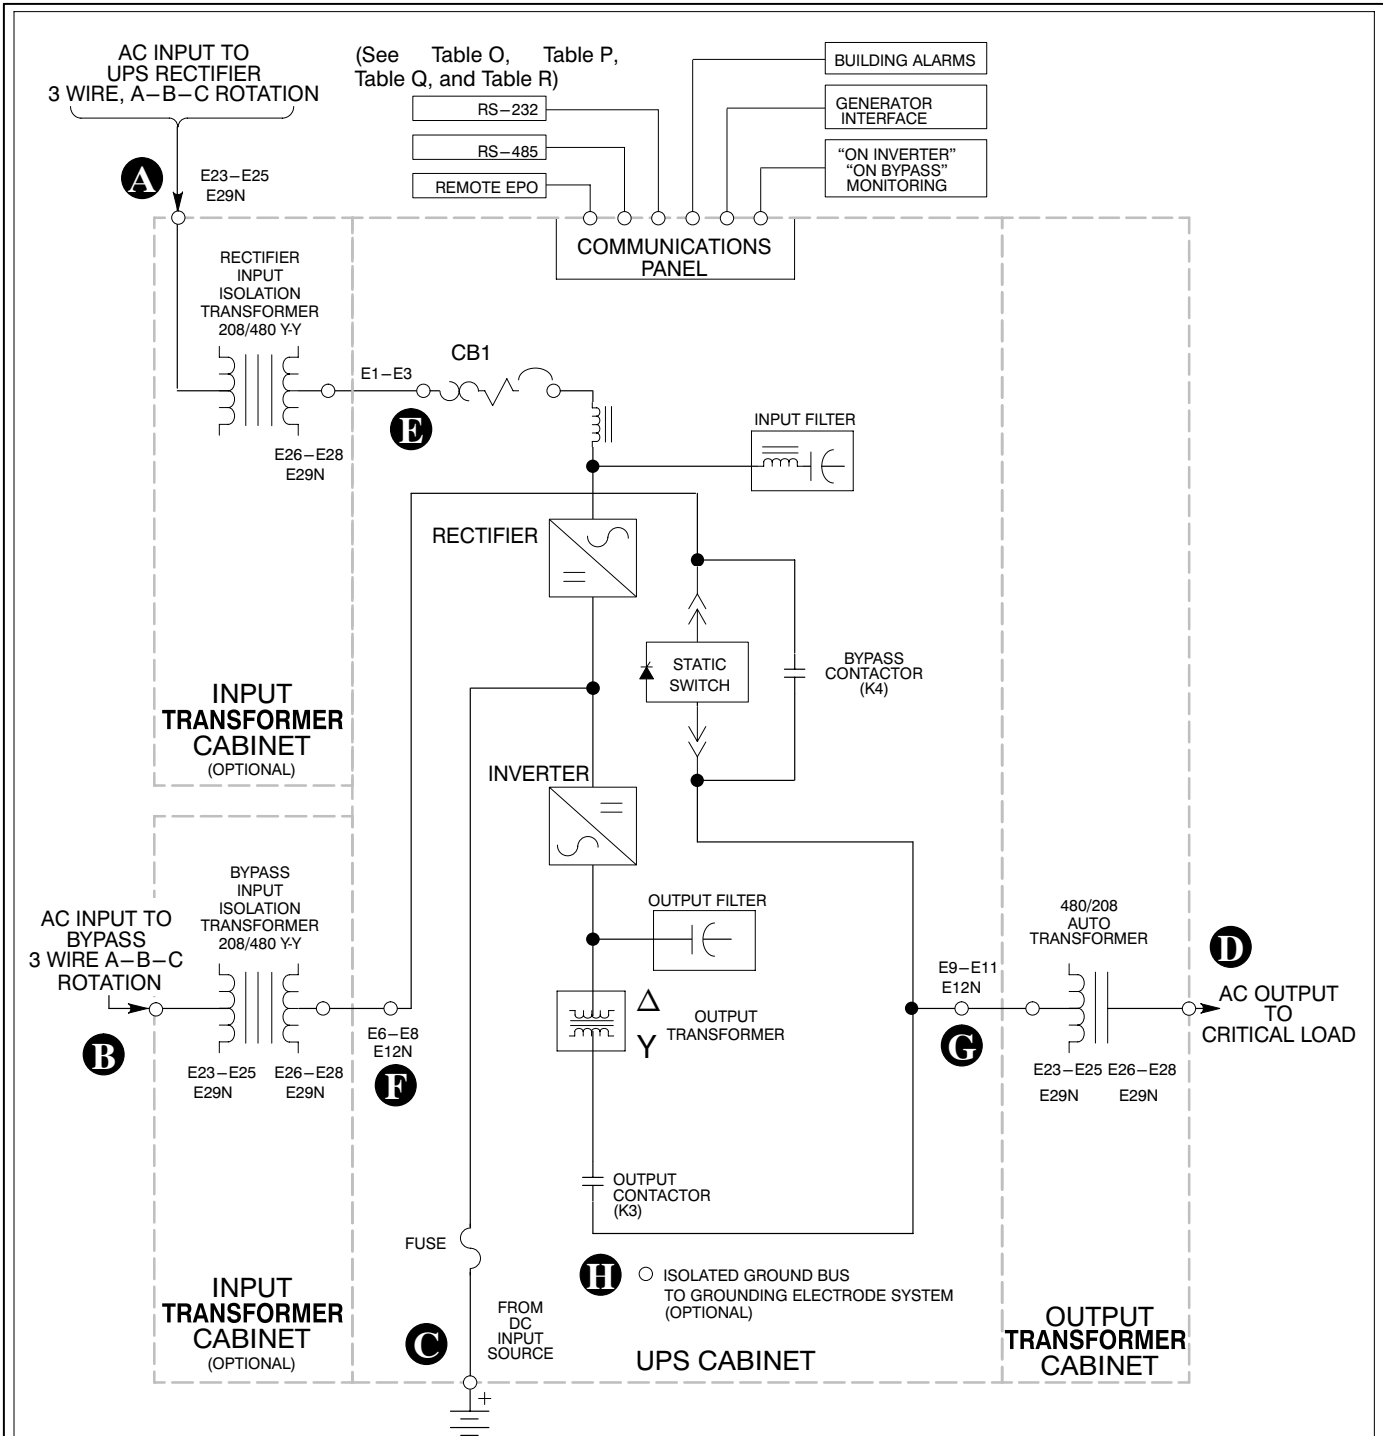 AC INPUT TO
UPS RECTIFIER
3 WIRE, A–B–C ROTATION
(See Table O, Table P,
Table Q, and Table R)
RS–232
RS–485
REMOTE EPO
BUILDING ALARMS
GENERATOR
INTERFACE
“ON INVERTER”
“ON BYPASS”
MONITORING
A
E23–E25
E29N
COMMUNICATIONS
PANEL
RECTIFIER
INPUT
ISOLATION
TRANSFORMER
208/480 Y-Y
E1–E3
CB1
E
E26–E28
E29N
INPUT FILTER
RECTIFIER
STATIC
SWITCH
BYPASS
CONTACTOR
(K4)
INPUT
TRANSFORMER
CABINET
(OPTIONAL)
INVERTER
BYPASS
INPUT
ISOLATION
TRANSFORMER
208/480 Y-Y
OUTPUT FILTER
480/208
AUTO
TRANSFORMER
AC INPUT TO
BYPASS
3 WIRE A–B–C
ROTATION
B
E23–E25
E29N
E26–E28
E29N
E6–E8
E12N
F
Δ
Y
OUTPUT
TRANSFORMER
E9–E11
E12N
G
D
AC OUTPUT
TO
CRITICAL LOAD
E23–E25
E29N
E26–E28
E29N
OUTPUT
CONTACTOR
(K3)
FUSE
H
ISOLATED GROUND BUS
TO GROUNDING ELECTRODE SYSTEM
(OPTIONAL)
INPUT
TRANSFORMER
CABINET
(OPTIONAL)
C
FROM
DC
INPUT
SOURCE
UPS CABINET
OUTPUT
TRANSFORMER
CABINET
+